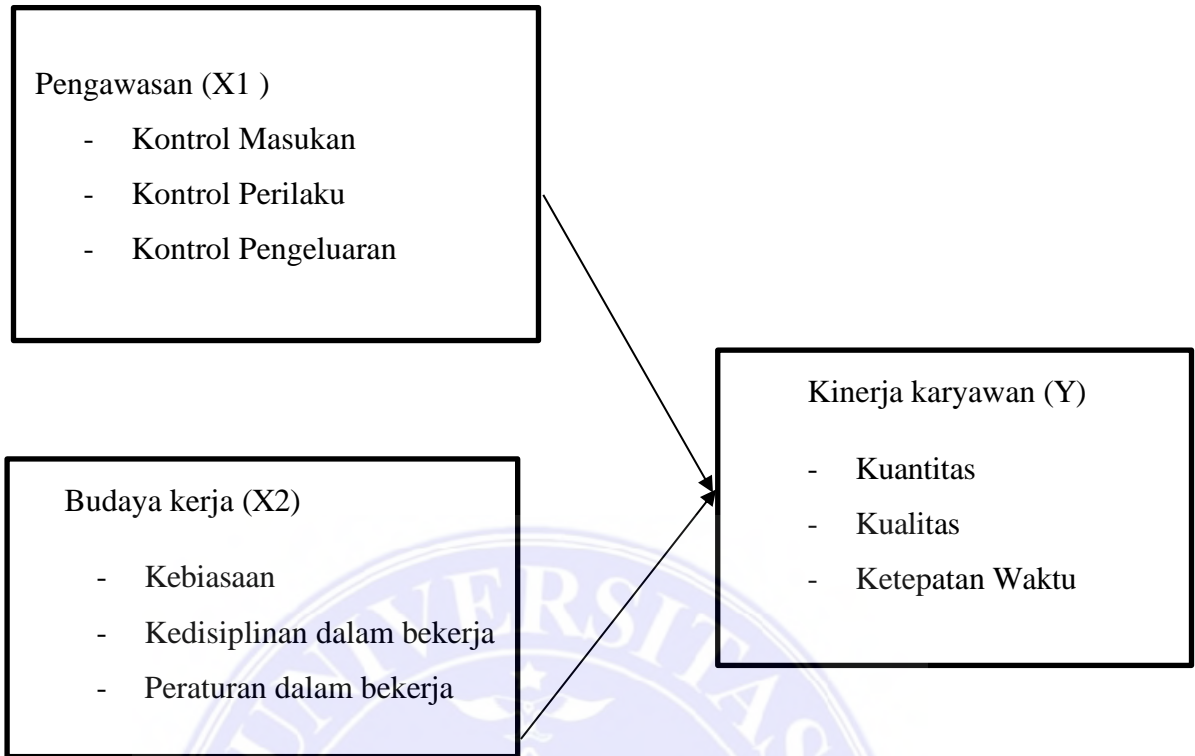 Pengawasan (X1 )
- Kontrol Masukan
- Kontrol Perilaku
- Kontrol Pengeluaran
Kinerja karyawan (Y)
- Kuantitas
- Kualitas
- Ketepatan Waktu
Budaya kerja (X2)
- Kebiasaan
- Kedisiplinan dalam bekerja
- Peraturan dalam bekerja
UNIVERSITAS